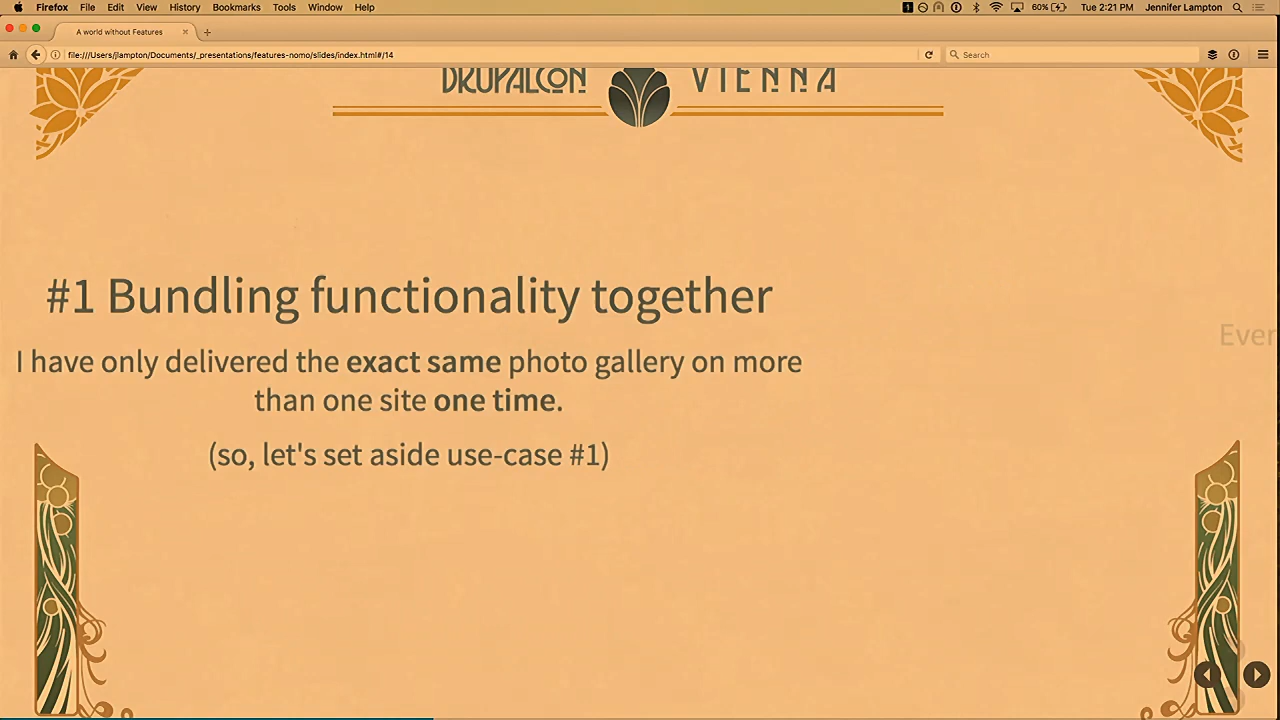 Firefox File Edit View History Bookmarks Tools Window Help 1 60% Tue 2:21 PM Jennifer Lampton
A world without Features
file:///Users/jlampton/Documents/_presentations/features-nomo/slides/index.html#/14 Search
DRUPALCON VIENNA
#1 Bundling functionality together
Ever
I have only delivered the exact same photo gallery on more
than one site one time.
(so, let's set aside use-case #1)